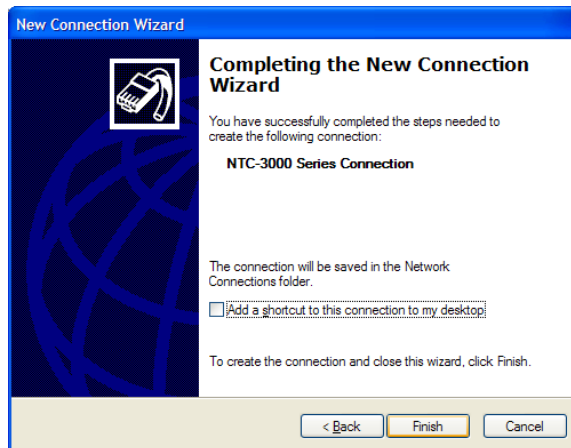 New Connection Wizard
Completing the New Connection
Wizard
You have successfully completed the steps needed to
create the following connection:
NTC-3000 Series Connection
The connection will be saved in the Network
Connections folder.
Add a shortcut to this connection to my desktop
To create the connection and close this wizard, click Finish.
< Back Finish Cancel